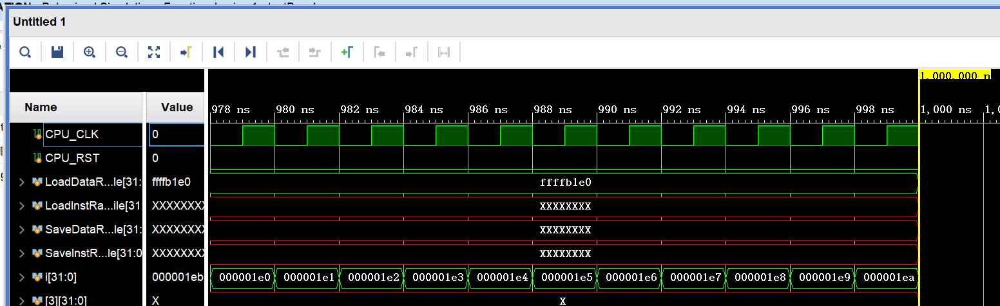 Untitled 1
1,000.000 n
Name Value
978 ns 980 ns 982 ns 984 ns 986 ns 988 ns 990 ns 992 ns 994 ns 996 ns 998 ns 1,000 ns
CPU_CLK 0
CPU_RST 0
LoadDataR...le[31: ffffb1e0 ffffb1e0
LoadInstRa...ile[31: XXXXXXXX XXXXXXXX
SaveDataR...le[31: XXXXXXXX XXXXXXXX
SaveInstR...le[31:0 XXXXXXXX XXXXXXXX
i[31:0] 000001eb 000001e0 000001e1 000001e2 000001e3 000001e4 000001e5 000001e6 000001e7 000001e8 000001e9 000001ea
[3][31:0] X X